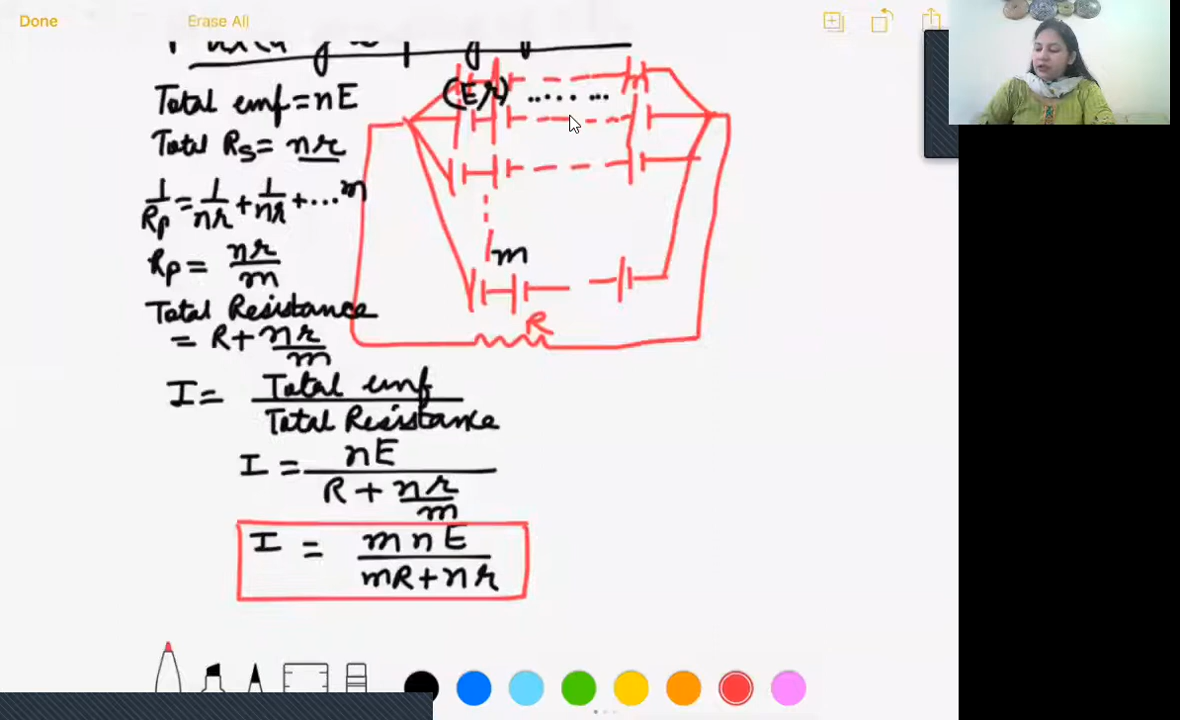 Done
Erase All
Total emf = nE
(E,r) ........
n
Total Rs = nr
1/Rp = 1/nr + 1/nr + ... m
Rp = nr/m
m
Total Resistance
= R + nr/m
R
I = Total emf / Total Resistance
I = nE / R + nr/m
I = m n E / mR + nr